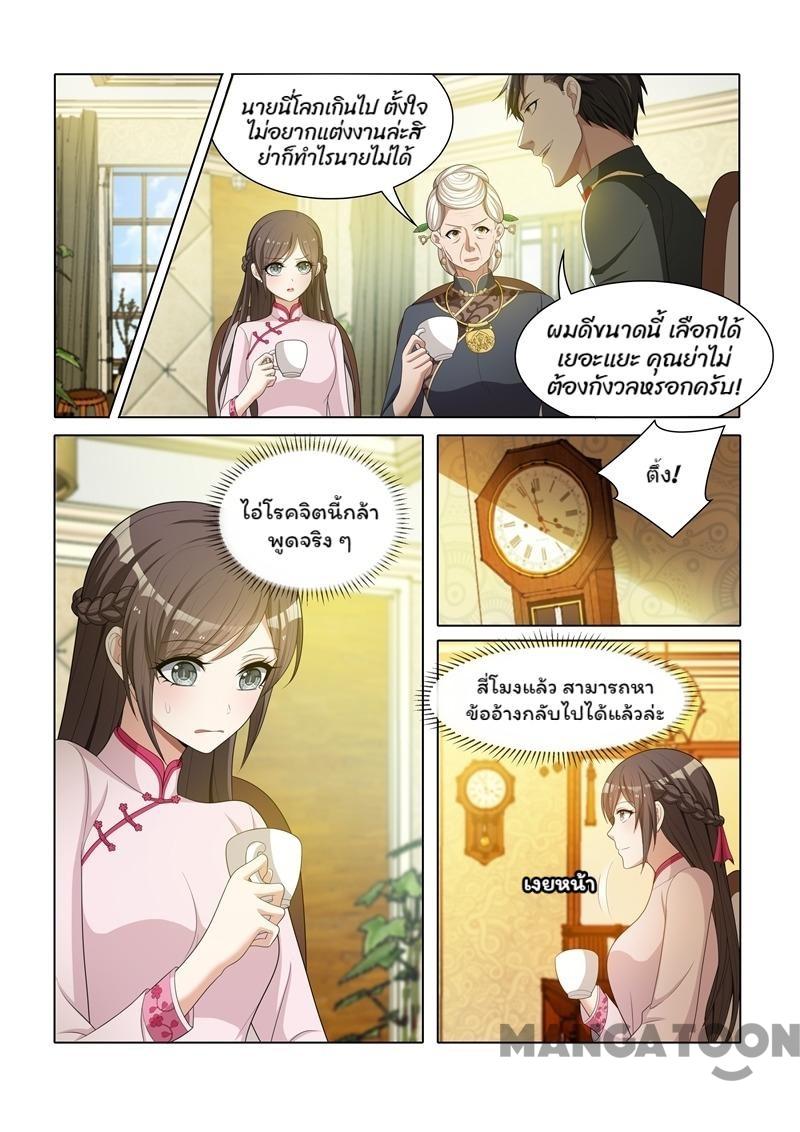 นายนี่โลภเกินไป ตั้งใจ
ไม่อยากแต่งงานล่ะสิ
ย่าก็ทำไรนายไม่ได้
ผมดีขนาดนี้ เลือกได้
เยอะแยะ คุณย่าไม่
ต้องกังวลหรอกครับ!
ไอ่โรคจิตนี้กล้า
พูดจริง ๆ
ตึ้ง!
สี่โมงแล้ว สามารถหา
ข้ออ้างกลับไปได้แล้วล่ะ
เงยหน้า
MANGATOON